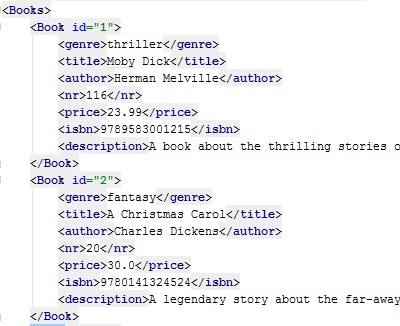 <Books>
<Book id="1">
<genre>thriller</genre>
<title>Moby Dick</title>
<author>Herman Melville</author>
<nr>116</nr>
<price>23.99</price>
<isbn>9789583001215</isbn>
<description>A book about the thrilling stories o
</Book>
<Book id="2">
<genre>fantasy</genre>
<title>A Christmas Carol</title>
<author>Charles Dickens</author>
<nr>20</nr>
<price>30.0</price>
<isbn>9780141324524</isbn>
<description>A legendary story about the far-away
</Book>